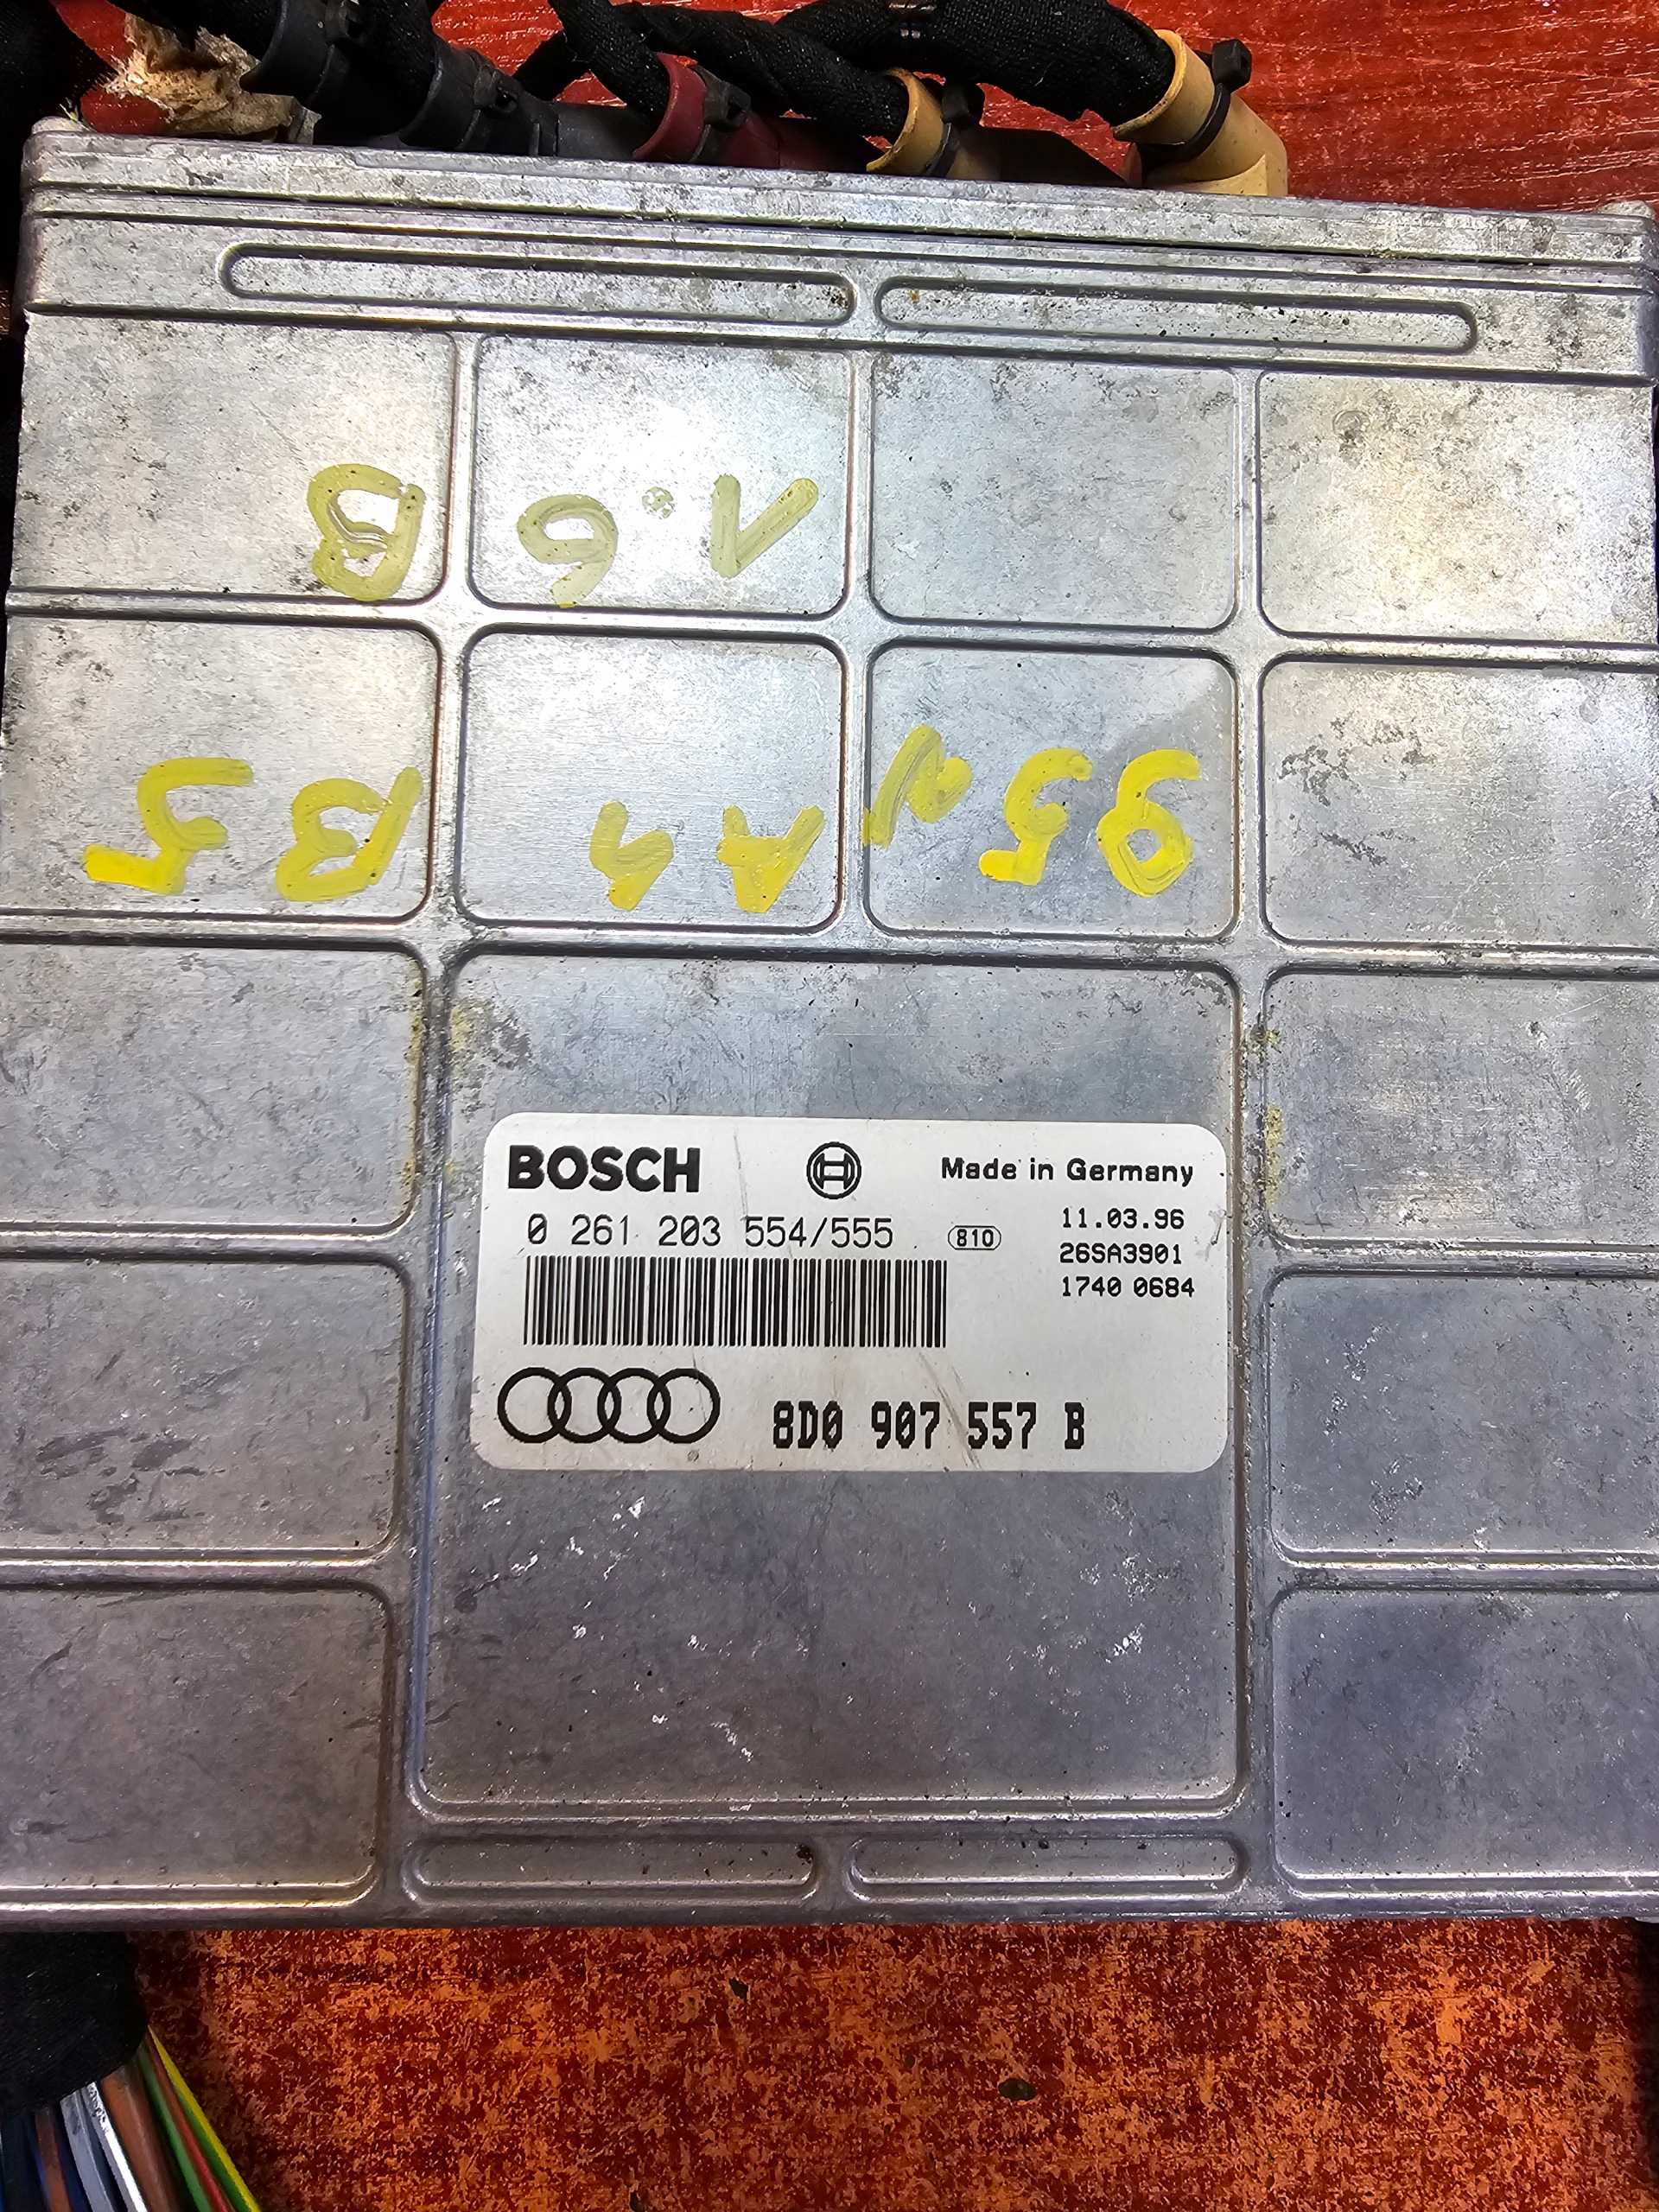 95 A4 B5
1.6 B
BOSCH Made in Germany
0 261 203 554/555 810 11.03.96
26SA3901
1740 0684
8D0 907 557 B